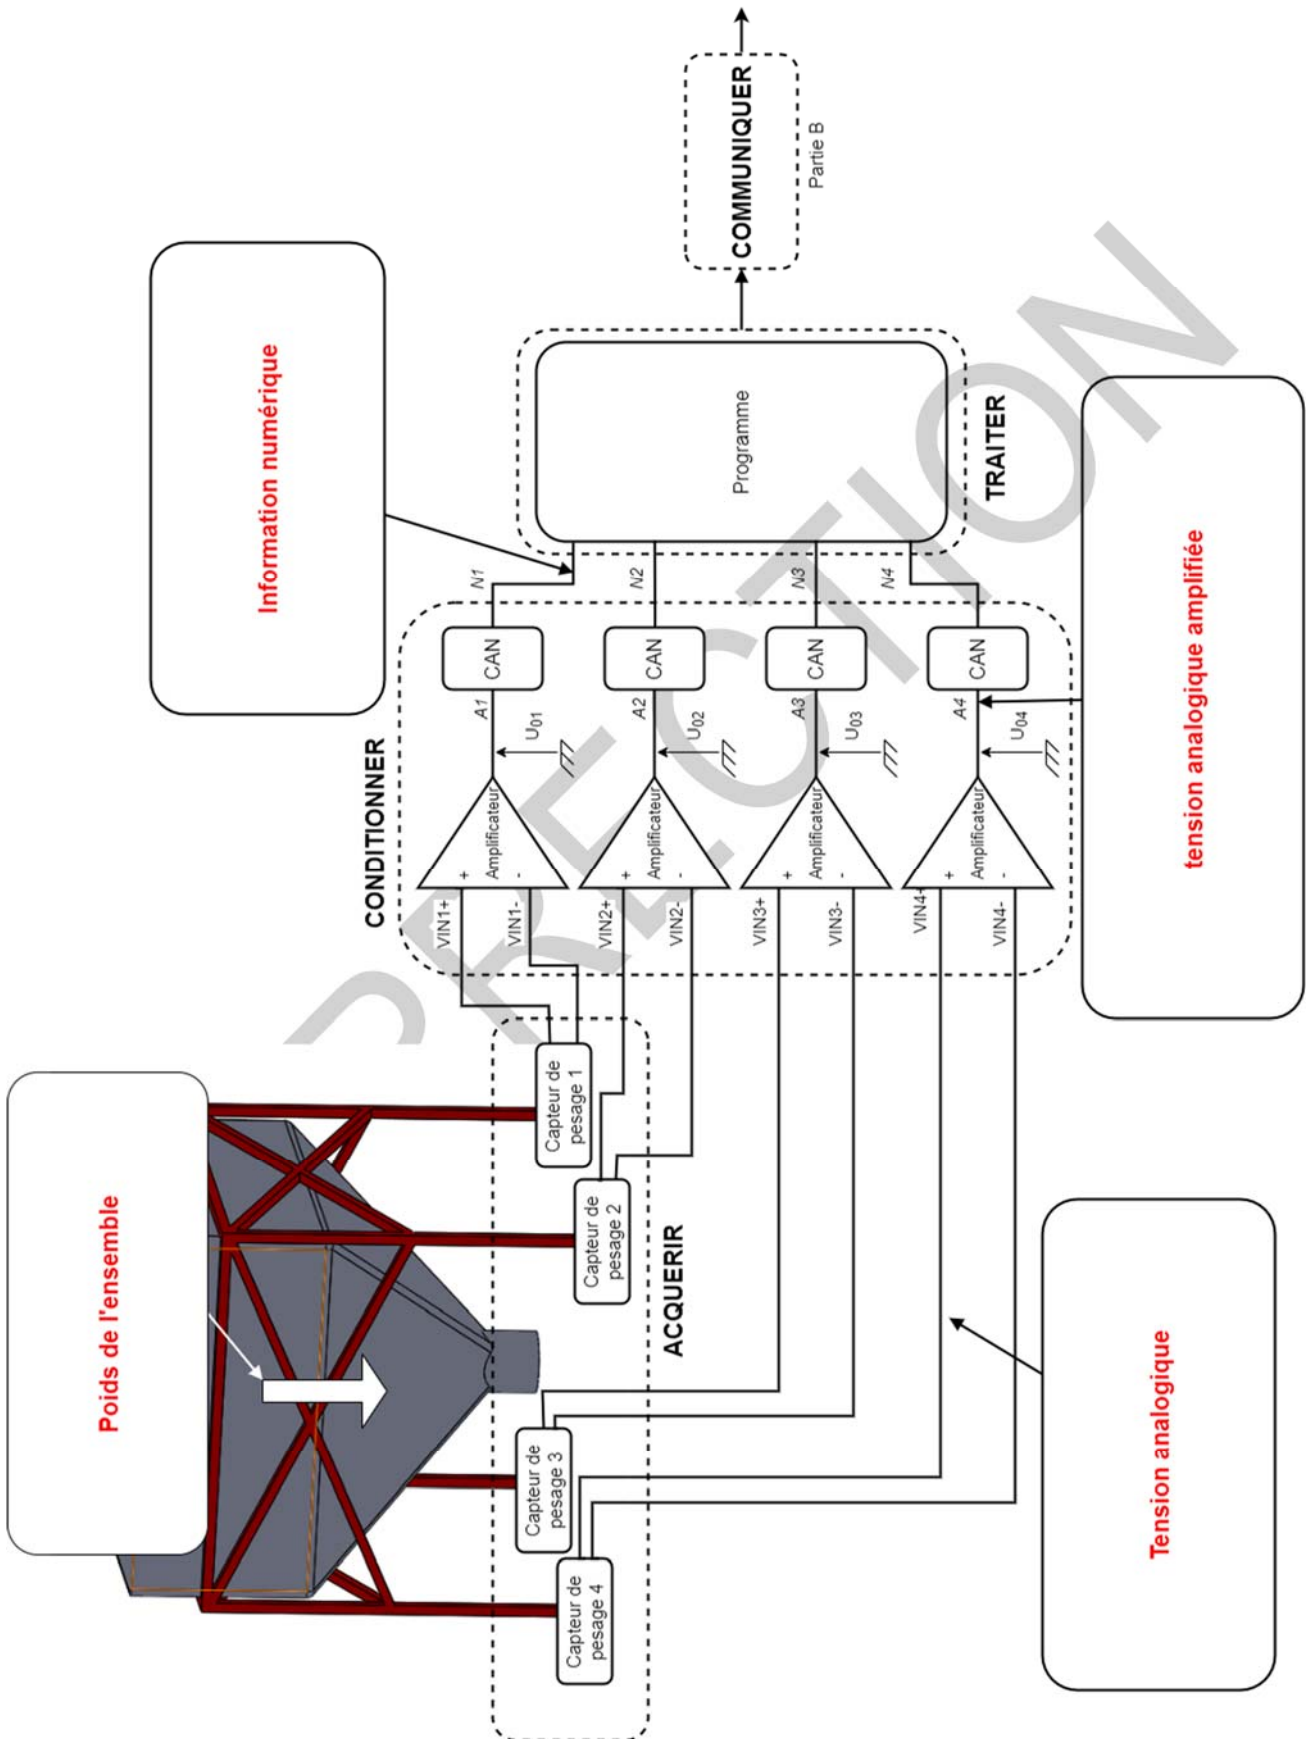 Poids de l'ensemble
Information numérique
COMMUNIQUER
Partie B
Capteur de
pesage 1
Capteur de
pesage 2
Capteur de
pesage 3
Capteur de
pesage 4
ACQUERIR
CONDITIONNER
VIN1+
VIN1-
+
Amplificateur
-
A1
U01
CAN
N1
VIN2+
VIN2-
+
Amplificateur
-
A2
U02
CAN
N2
VIN3+
VIN3-
+
Amplificateur
-
A3
U03
CAN
N3
VIN4+
VIN4-
+
Amplificateur
-
A4
U04
CAN
N4
Programme
TRAITER
Tension analogique
tension analogique amplifiée
PRECTION